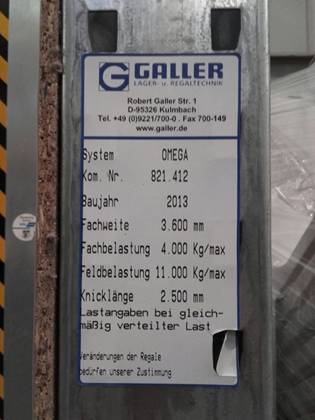 G GALLER
LAGER- u. REGALTECHNIK
Robert Galler Str. 1
D-95326 Kulmbach
Tel. +49 (0)9221/700-0 . Fax 700-149
www.galler.de
System OMEGA
Kom. Nr. 821.412
Baujahr 2013
Fachweite 3.600 mm
Fachbelastung 4.000 Kg/max
Feldbelastung 11.000 Kg/max
Knicklänge 2.500 mm
Lastangaben bei gleich-
mäßig verteilter Last
Veränderungen der Regale
bedürfen unserer Zustimmung